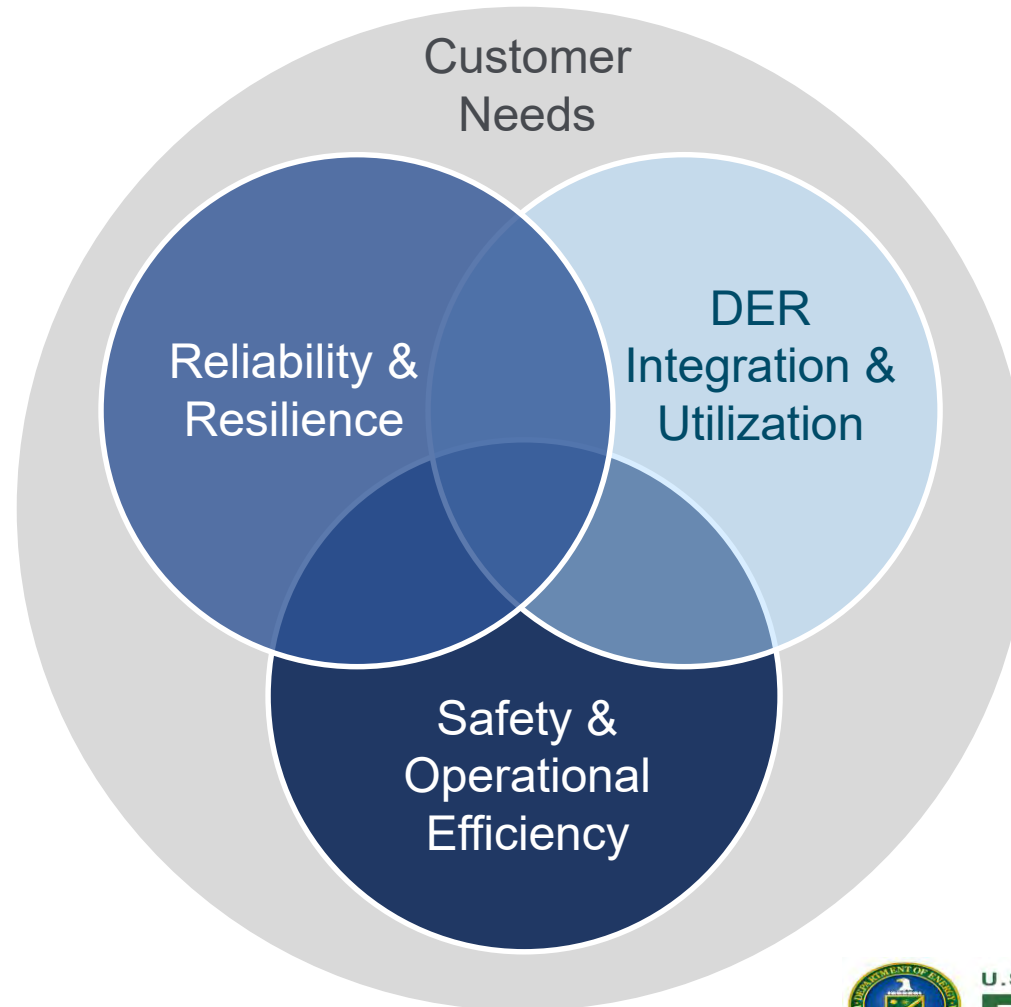 Customer
Needs
Reliability &
Resilience
DER
Integration &
Utilization
Safety &
Operational
Efficiency
U.S